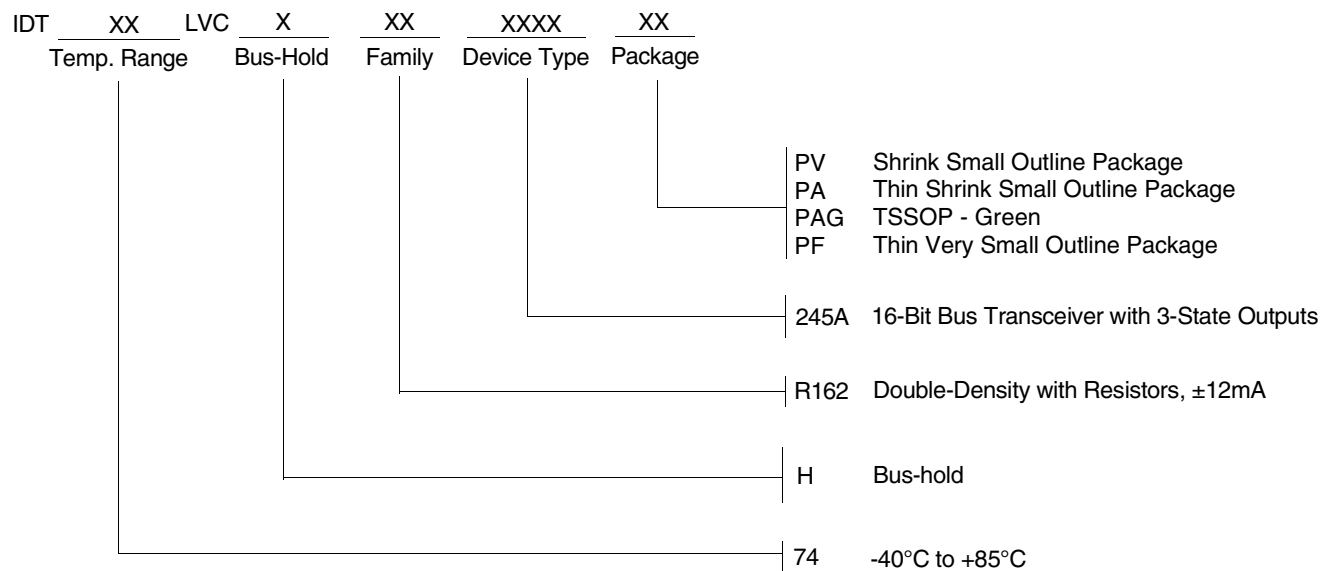 IDT XX LVC X XX XXXX XX
Temp. Range Bus-Hold Family Device Type Package
PV Shrink Small Outline Package
PA Thin Shrink Small Outline Package
PAG TSSOP - Green
PF Thin Very Small Outline Package
245A 16-Bit Bus Transceiver with 3-State Outputs
R162 Double-Density with Resistors, ±12mA
H Bus-hold
74 -40°C to +85°C